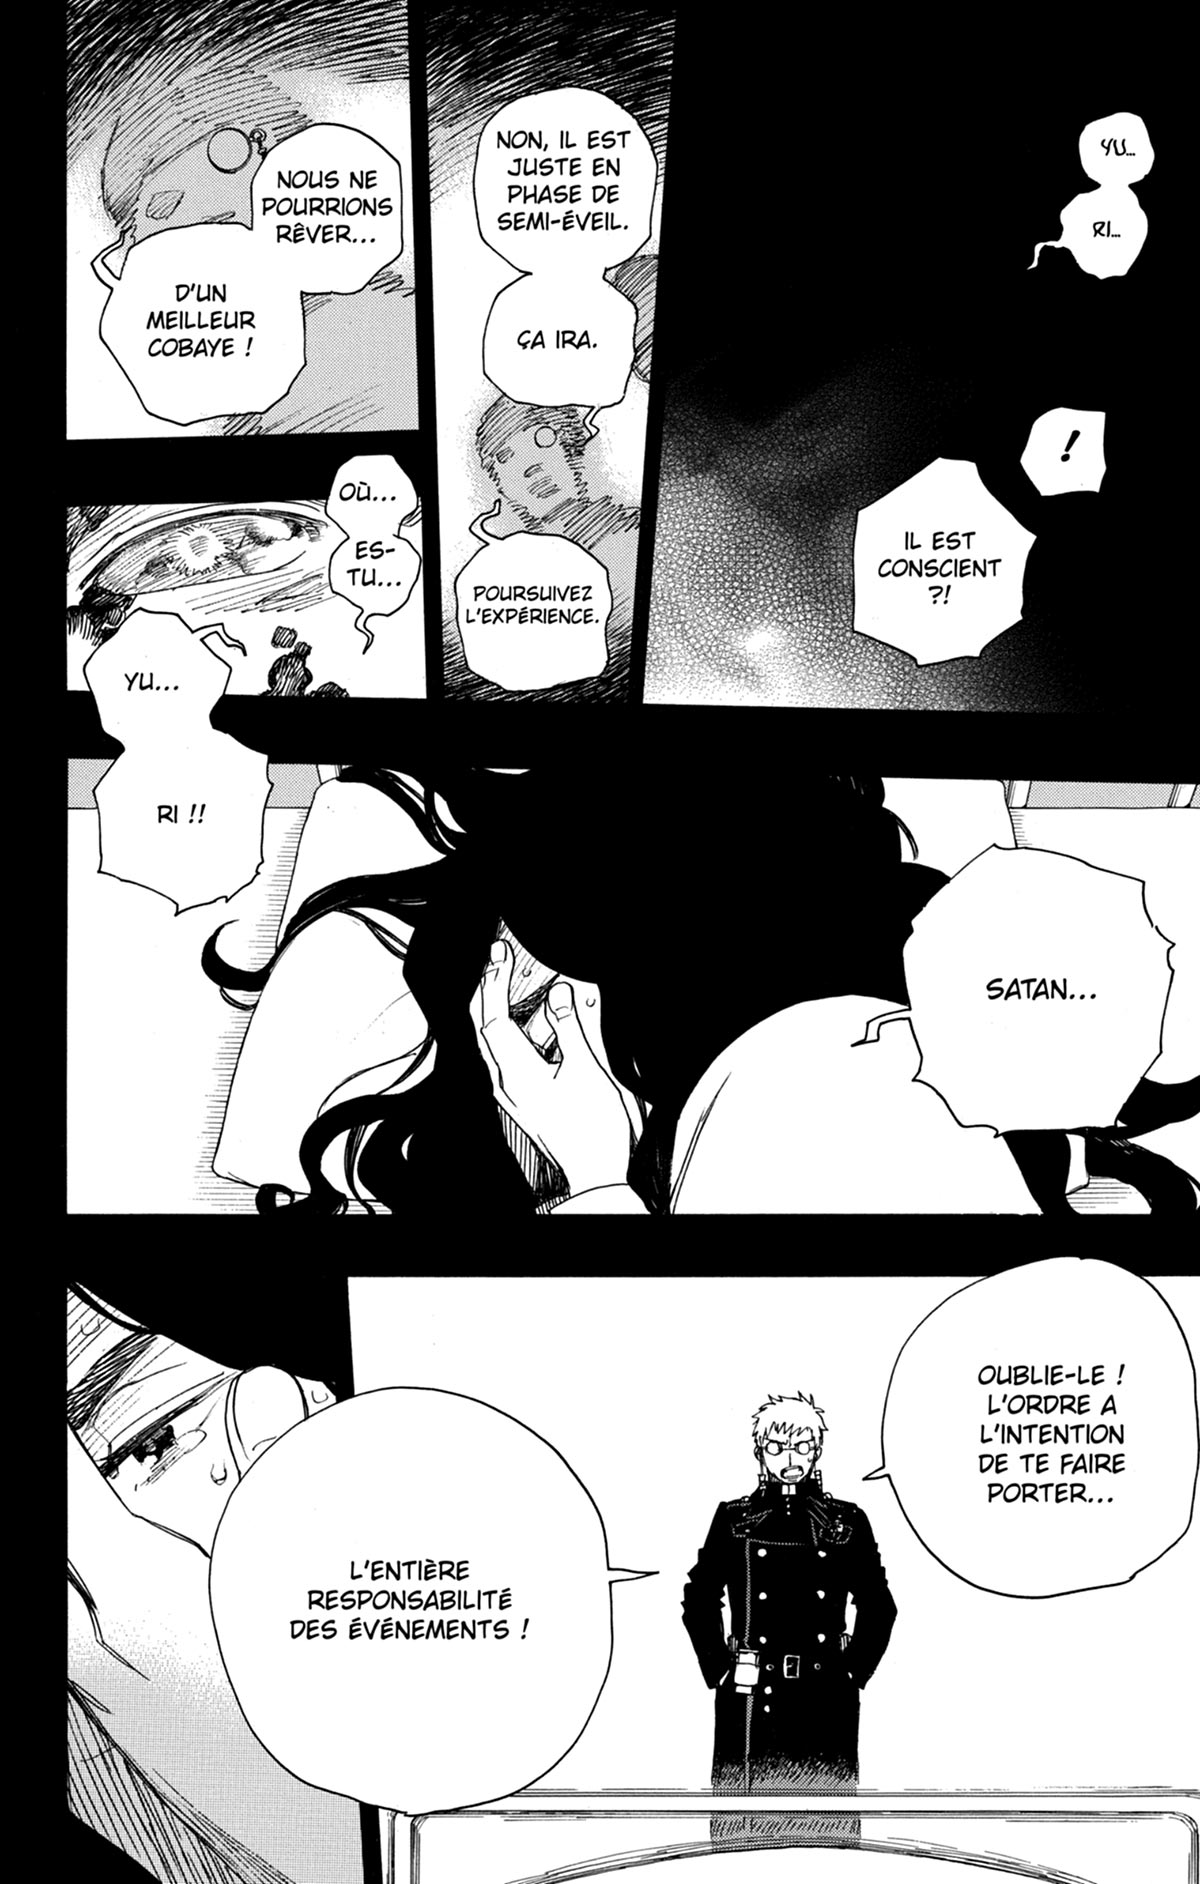 YU...
RI...
!
IL EST
CONSCIENT
?!
NON, IL EST
JUSTE EN
PHASE DE
SEMI-ÉVEIL.
ÇA IRA.
POURSUIVEZ
L'EXPÉRIENCE.
NOUS NE
POURRIONS
RÊVER...
D'UN
MEILLEUR
COBAYE !
OÙ...
ES-
TU...
YU...
RI !!
SATAN...
OUBLIE-LE !
L'ORDRE A
L'INTENTION
DE TE FAIRE
PORTER...
L'ENTIÈRE
RESPONSABILITÉ
DES ÉVÉNEMENTS !